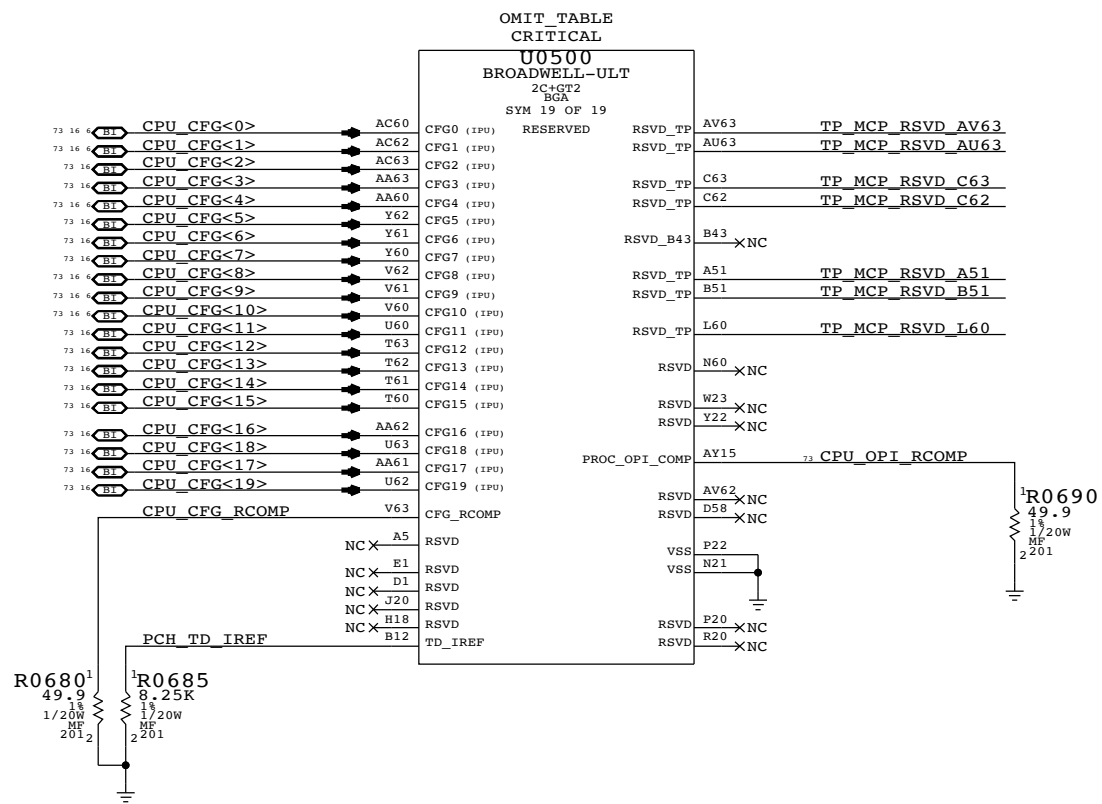 OMIT_TABLE
CRITICAL
U0500
BROADWELL-ULT
2C+GT2
BGA
SYM 19 OF 19
RESERVED
73 16 6 BI CPU_CFG<0> AC60 CFG0 (IPU) RSVD_TP AV63 TP_MCP_RSVD_AV63
73 16 6 BI CPU_CFG<1> AC62 CFG1 (IPU) RSVD_TP AU63 TP_MCP_RSVD_AU63
73 16 BI CPU_CFG<2> AC63 CFG2 (IPU)
73 16 BI CPU_CFG<3> AA63 CFG3 (IPU) RSVD_TP C63 TP_MCP_RSVD_C63
73 16 6 BI CPU_CFG<4> AA60 CFG4 (IPU) RSVD_TP C62 TP_MCP_RSVD_C62
73 16 BI CPU_CFG<5> Y62 CFG5 (IPU)
73 16 BI CPU_CFG<6> Y61 CFG6 (IPU) RSVD_B43 B43 NC
73 16 BI CPU_CFG<7> Y60 CFG7 (IPU)
73 16 6 BI CPU_CFG<8> V62 CFG8 (IPU) RSVD_TP A51 TP_MCP_RSVD_A51
73 16 6 BI CPU_CFG<9> V61 CFG9 (IPU) RSVD_TP B51 TP_MCP_RSVD_B51
73 16 6 BI CPU_CFG<10> V60 CFG10 (IPU)
73 16 BI CPU_CFG<11> U60 CFG11 (IPU) RSVD_TP L60 TP_MCP_RSVD_L60
73 16 BI CPU_CFG<12> T63 CFG12 (IPU)
73 16 BI CPU_CFG<13> T62 CFG13 (IPU) RSVD N60 NC
73 16 BI CPU_CFG<14> T61 CFG14 (IPU)
73 16 BI CPU_CFG<15> T60 CFG15 (IPU) RSVD W23 NC
RSVD Y22 NC
73 16 BI CPU_CFG<16> AA62 CFG16 (IPU)
73 16 BI CPU_CFG<18> U63 CFG18 (IPU)
73 16 BI CPU_CFG<17> AA61 CFG17 (IPU) PROC_OPI_COMP AY15 73 CPU_OPI_RCOMP
73 16 BI CPU_CFG<19> U62 CFG19 (IPU) RSVD AV62 NC
CPU_CFG_RCOMP V63 CFG_RCOMP RSVD D58 NC
1 R0690
49.9
1%
1/20W
MF
2 201
NC A5 RSVD VSS P22
NC E1 RSVD VSS N21
NC D1 RSVD
NC J20 RSVD
NC H18 RSVD RSVD P20 NC
PCH_TD_IREF B12 TD_IREF RSVD R20 NC
R0680 1
49.9
1%
1/20W
MF
201 2
1 R0685
8.25K
1%
1/20W
MF
2 201